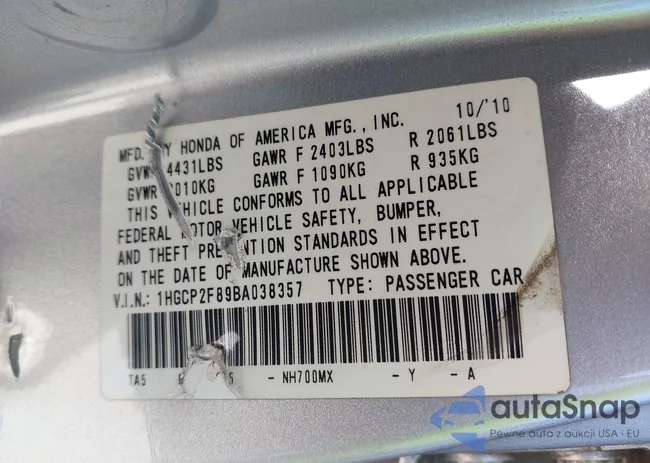 MFD. BY HONDA OF AMERICA MFG., INC. 10/'10
GVWR 4431LBS GAWR F 2403LBS R 2061LBS
GVWR 2010KG GAWR F 1090KG R 935KG
THIS VEHICLE CONFORMS TO ALL APPLICABLE
FEDERAL MOTOR VEHICLE SAFETY, BUMPER,
AND THEFT PREVENTION STANDARDS IN EFFECT
ON THE DATE OF MANUFACTURE SHOWN ABOVE.
V.I.N.: 1HGCP2F89BA038357 TYPE: PASSENGER CAR
TA5 - NH700MX - Y - A
autaSnap
Pewne auto z aukcji USA i EU